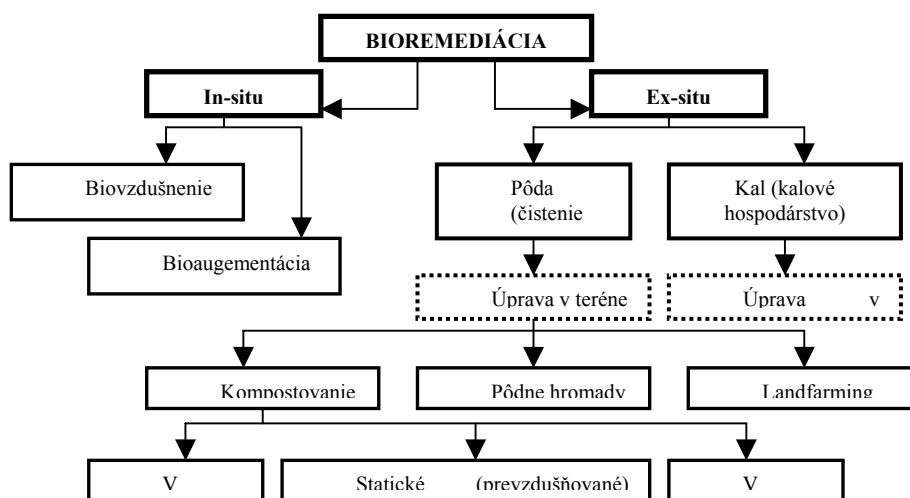 BIOREMEDIÁCIA
In-situ
Ex-situ
Biovzdušnenie
Pôda
(čistenie
Kal (kalové
hospodárstvo)
Bioaugementácia
Úprava v teréne
Úprava v
Kompostovanie
Pôdne hromady
Landfarming
V
Statické (prevzdušňované)
V